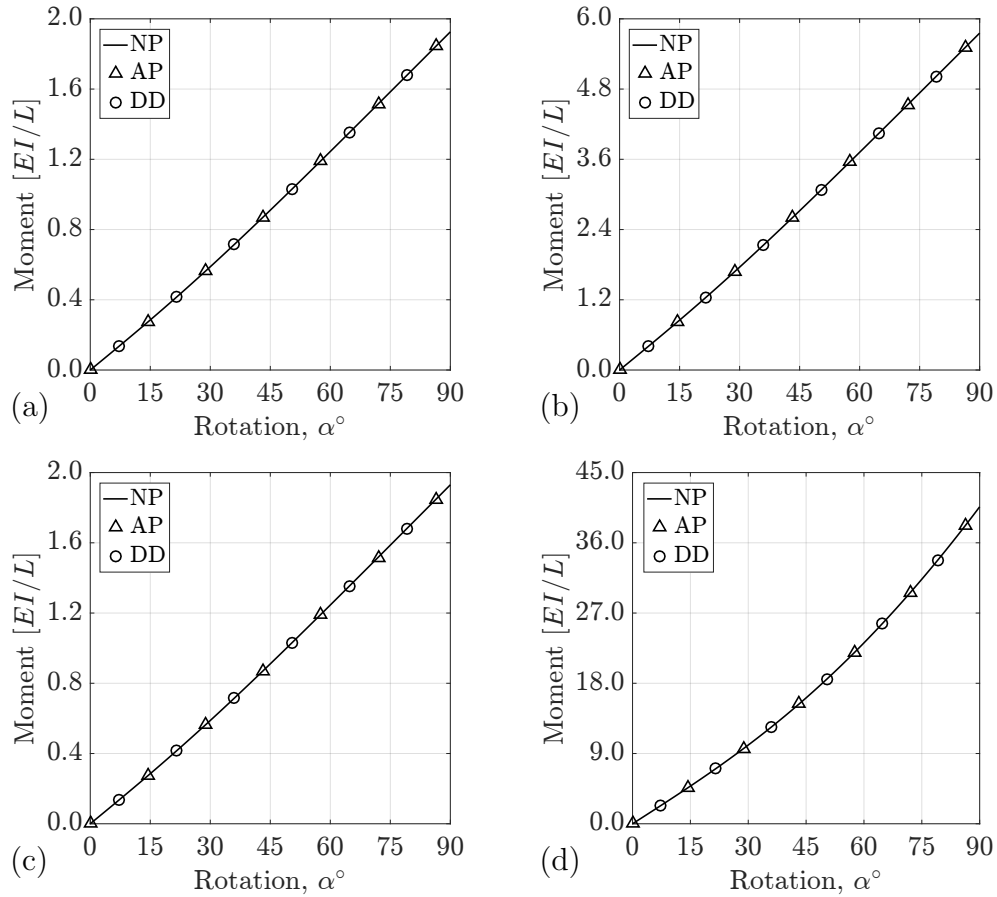 2.0
1.6
1.2
0.8
0.4
0.0
Moment [EI/L]
NP
AP
DD
0 15 30 45 60 75 90
Rotation, α°
(a)
6.0
4.8
3.6
2.4
1.2
0.0
Moment [EI/L]
NP
AP
DD
0 15 30 45 60 75 90
Rotation, α°
(b)
2.0
1.6
1.2
0.8
0.4
0.0
Moment [EI/L]
NP
AP
DD
0 15 30 45 60 75 90
Rotation, α°
(c)
45.0
36.0
27.0
18.0
9.0
0.0
Moment [EI/L]
NP
AP
DD
0 15 30 45 60 75 90
Rotation, α°
(d)